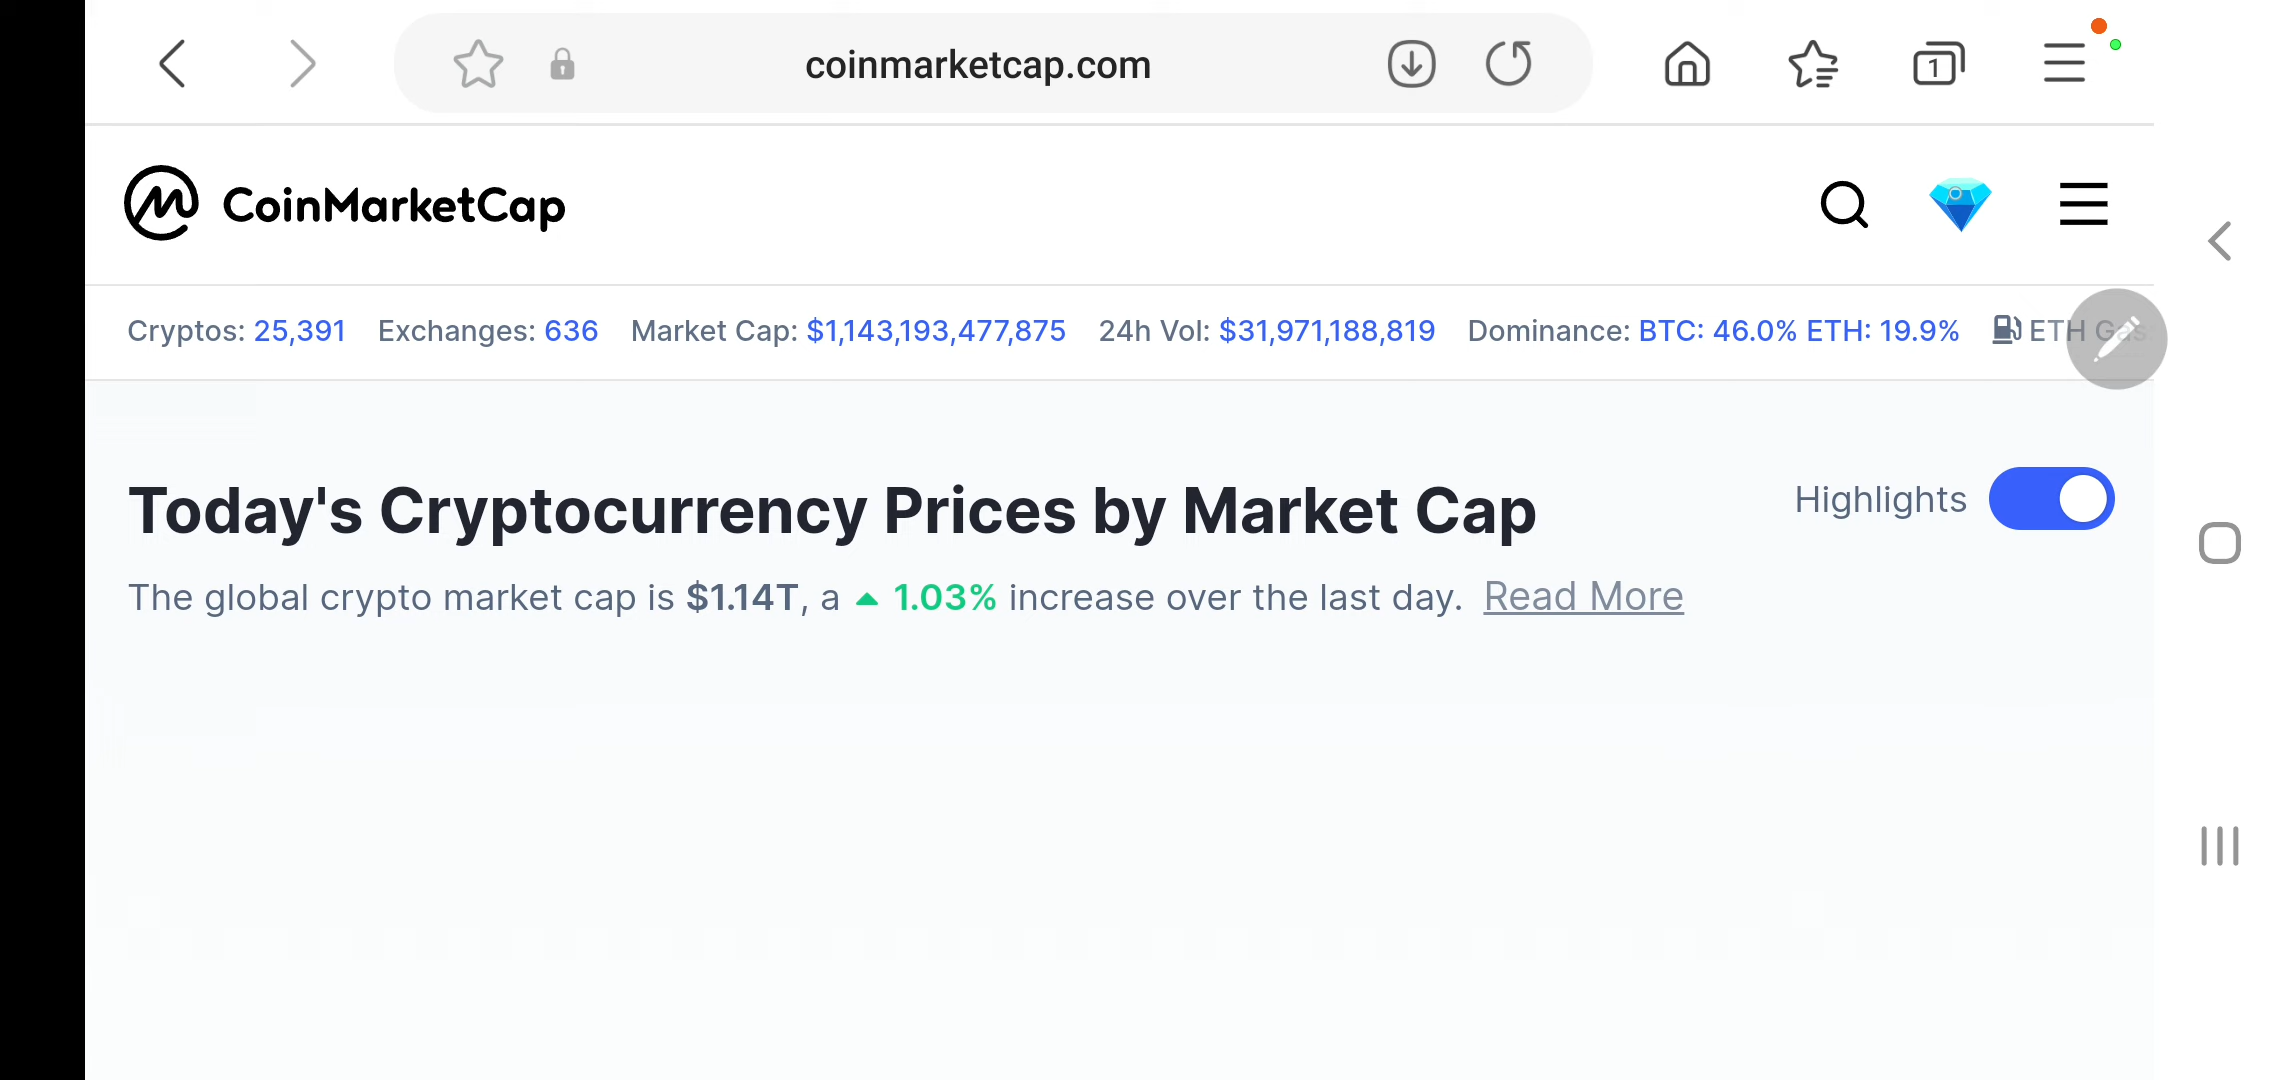 coinmarketcap.com
1
CoinMarketCap
Cryptos: 25,391 Exchanges: 636 Market Cap: $1,143,193,477,875 24h Vol: $31,971,188,819 Dominance: BTC: 46.0% ETH: 19.9% ETH Gas:
Today's Cryptocurrency Prices by Market Cap
Highlights
The global crypto market cap is $1.14T, a ▲ 1.03% increase over the last day. Read More